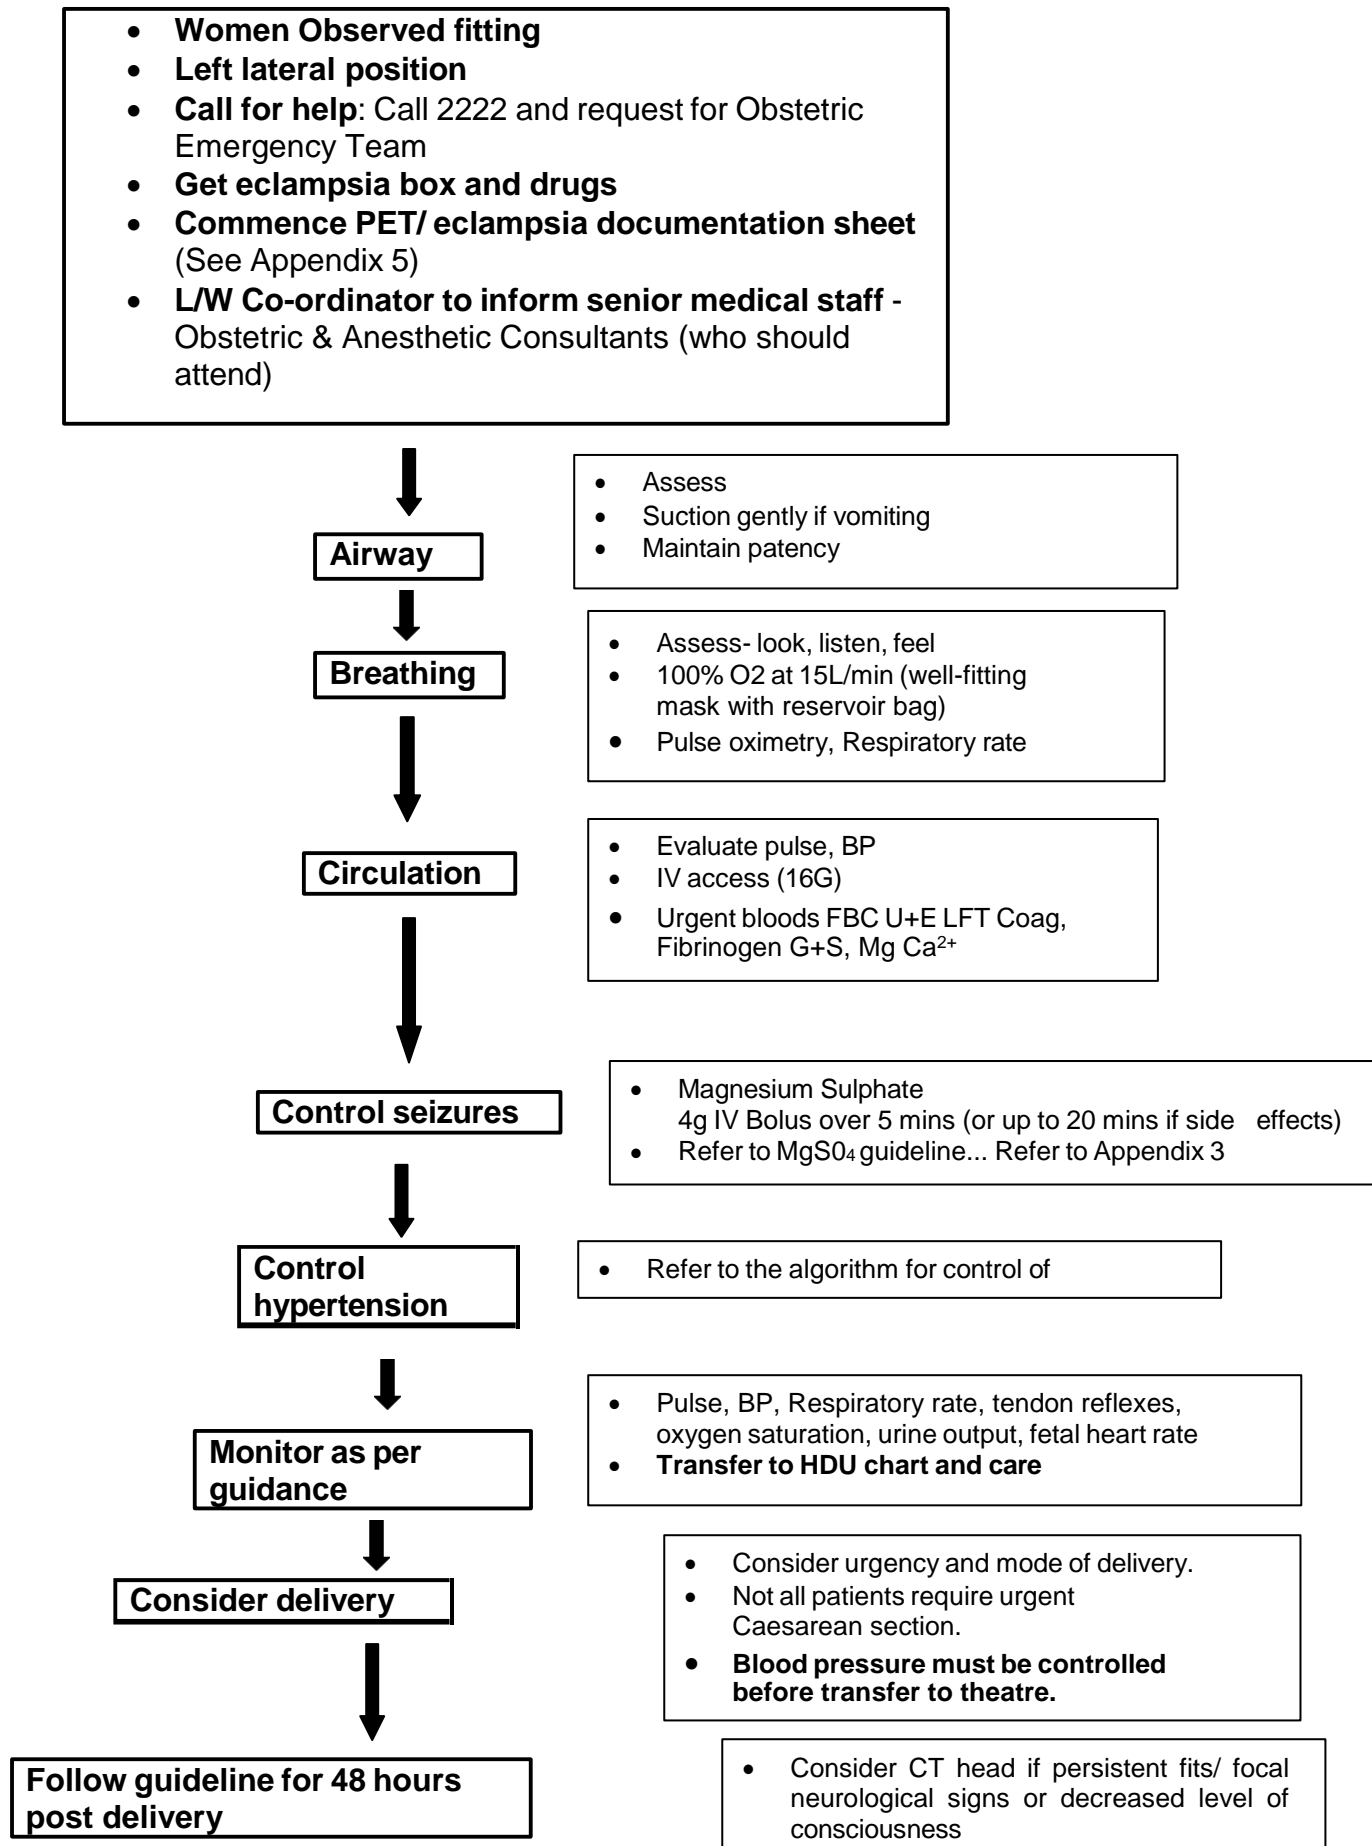 • Women Observed fitting
• Left lateral position
• Call for help: Call 2222 and request for Obstetric
Emergency Team
• Get eclampsia box and drugs
• Commence PET/ eclampsia documentation sheet
(See Appendix 5)
• L/W Co-ordinator to inform senior medical staff -
Obstetric & Anesthetic Consultants (who should
attend)
Airway
• Assess
• Suction gently if vomiting
• Maintain patency
Breathing
• Assess- look, listen, feel
• 100% O2 at 15L/min (well-fitting
mask with reservoir bag)
• Pulse oximetry, Respiratory rate
Circulation
• Evaluate pulse, BP
• IV access (16G)
• Urgent bloods FBC U+E LFT Coag,
Fibrinogen G+S, Mg Ca²⁺
Control seizures
• Magnesium Sulphate
4g IV Bolus over 5 mins (or up to 20 mins if side effects)
• Refer to MgS0₄ guideline... Refer to Appendix 3
Control
hypertension
• Refer to the algorithm for control of
Monitor as per
guidance
• Pulse, BP, Respiratory rate, tendon reflexes,
oxygen saturation, urine output, fetal heart rate
• Transfer to HDU chart and care
Consider delivery
• Consider urgency and mode of delivery.
• Not all patients require urgent
Caesarean section.
• Blood pressure must be controlled
before transfer to theatre.
Follow guideline for 48 hours
post delivery
• Consider CT head if persistent fits/ focal
neurological signs or decreased level of
consciousness